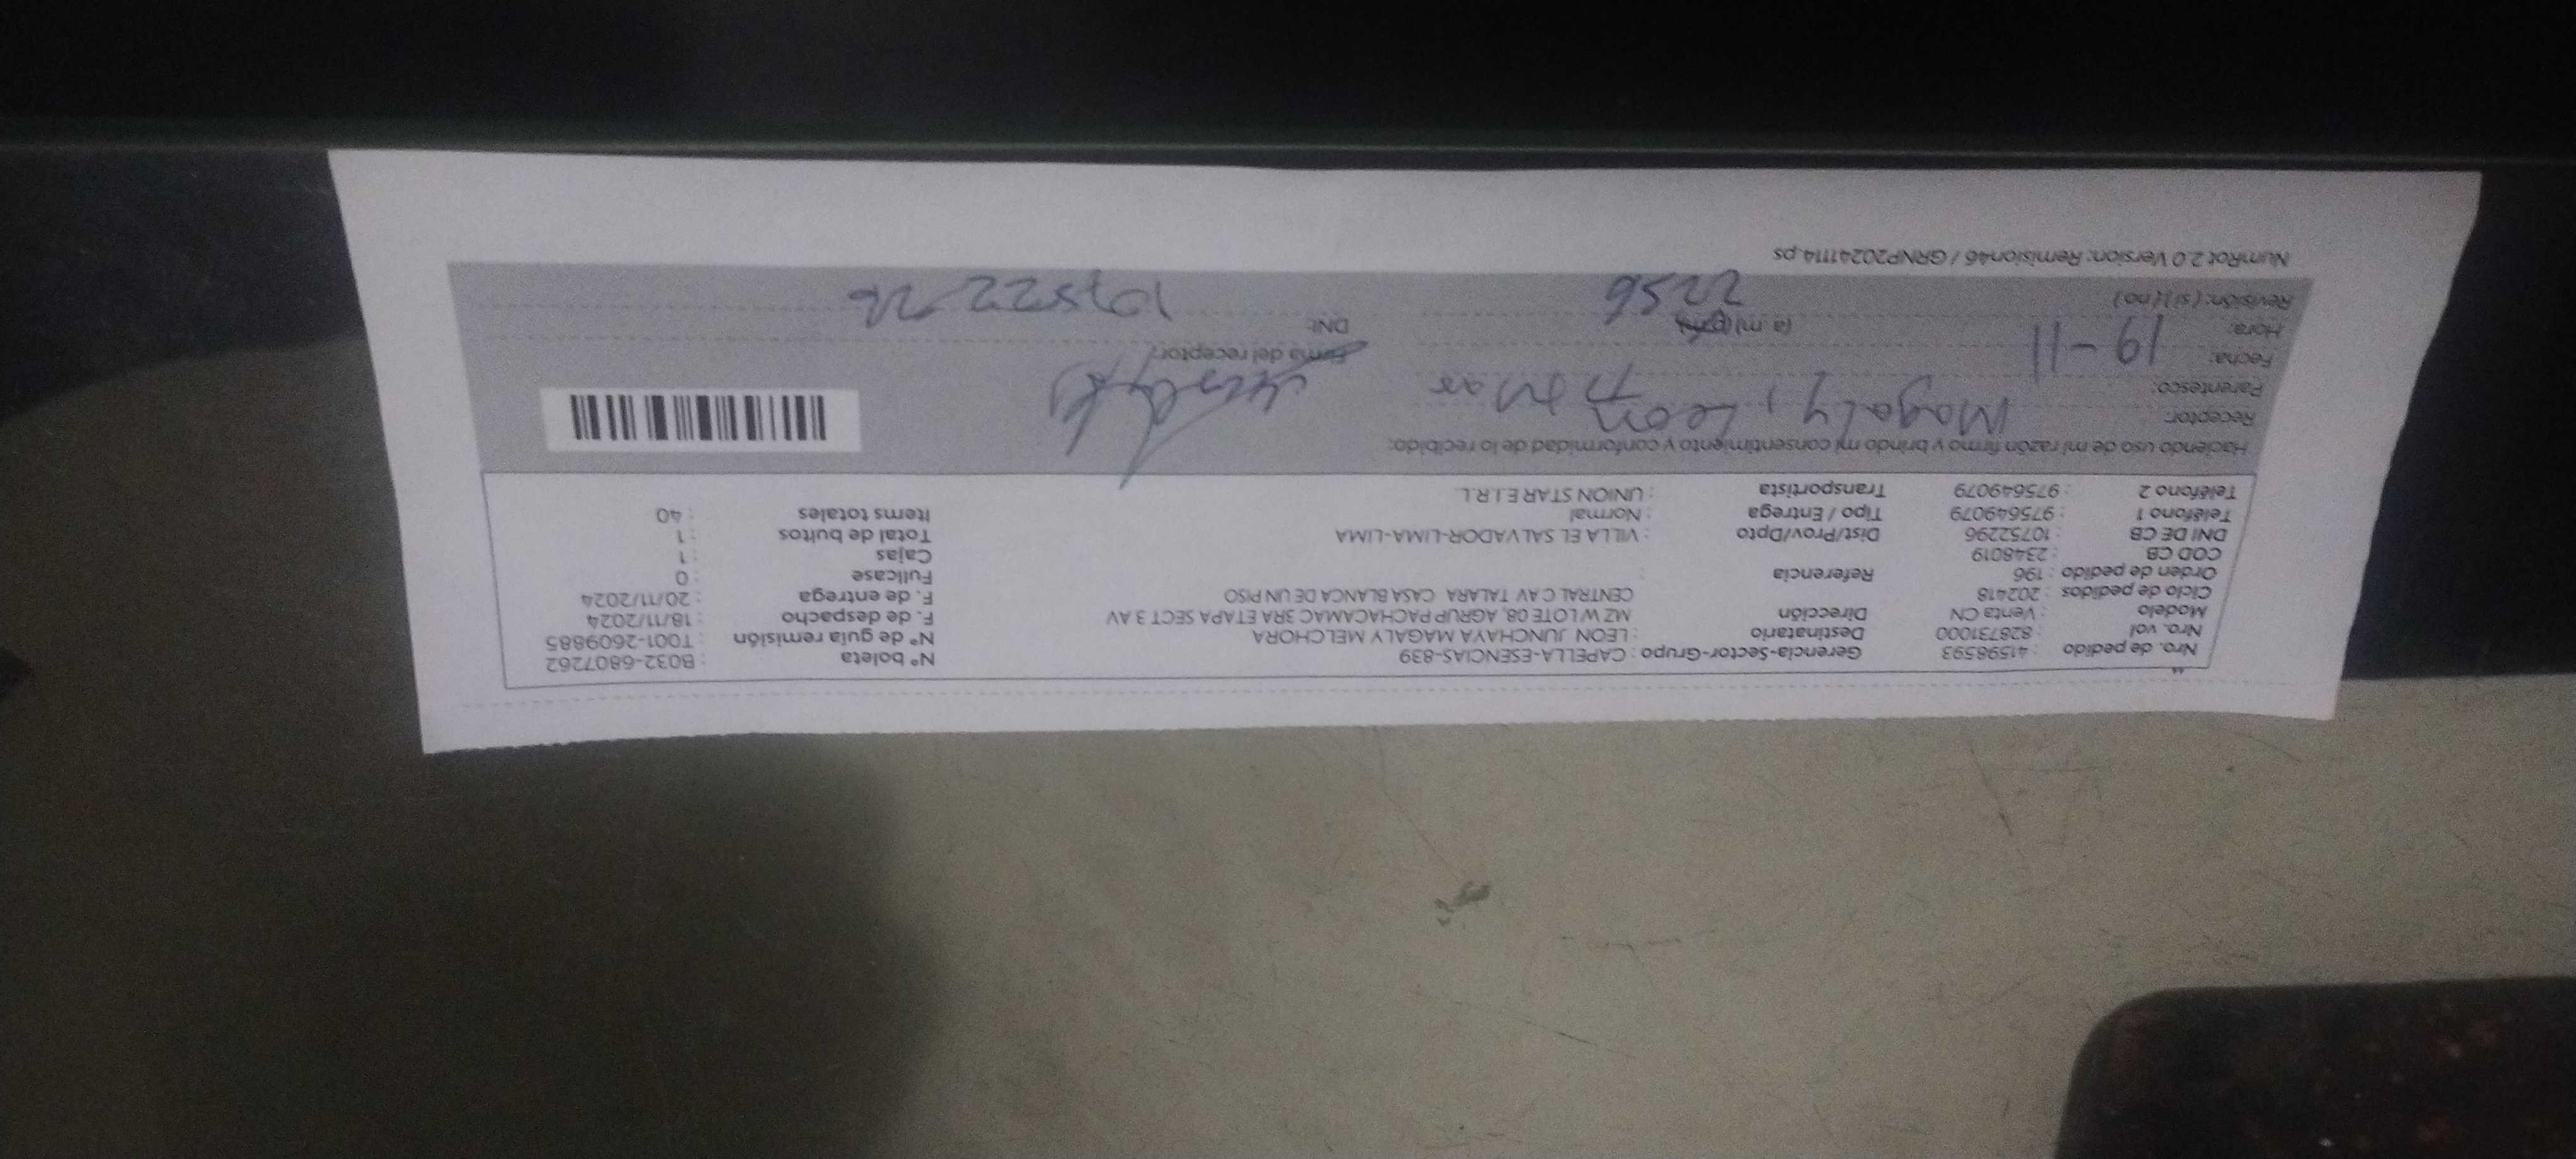 Nro. de pedido : 41598593 Gerencia-Sector-Grupo : CAPELLA-ESENCIAS-839 N° boleta : B032-6807262
Nro. vol : 828731000 Destinatario : LEON JUNCHAYA MAGALY MELCHORA N° de guía remisión : T001-2609885
Modelo : Venta CN Dirección MZ W LOTE 08, AGRUP PACHACAMAC 3RA ETAPA SECT 3 AV F. de despacho : 18/11/2024
Ciclo de pedidos : 202418 CENTRAL C AV TALARA CASA BLANCA DE UN PISO F. de entrega : 20/11/2024
Orden de pedido : 196 Referencia : Fullcase : 0
COD CB : 2348019 Cajas : 1
DNI DE CB : 10752296 Dist/Prov/Dpto : VILLA EL SALVADOR-LIMA-LIMA Total de bultos : 1
Teléfono 1 : 975649079 Tipo / Entrega : Normal Items totales : 40
Teléfono 2 : 975649079 Transportista : UNION STAR E.I.R.L.
Haciendo uso de mi razón firmo y brindo mi consentimiento y conformidad de lo recibido:
Receptor: Magaly, Leon
Parentesco:
Fecha: 19-11 Firma del receptor:
Hora: (a. m) (p.m) DNI:
Revisión: ( si ) ( no ) 2256
NumRot 2.0 Version: Remision46 / GRNP20241114.ps